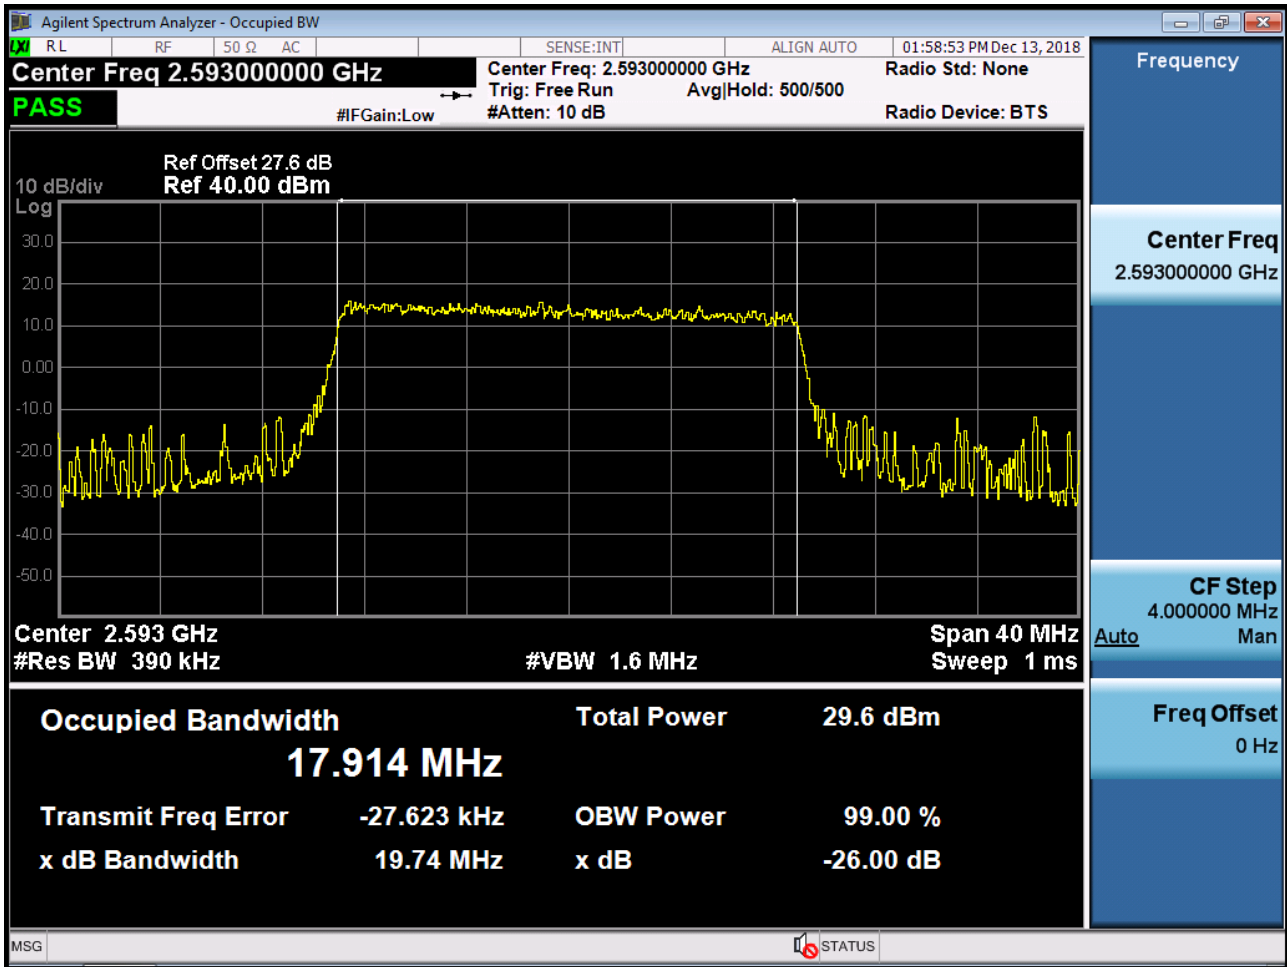 Agilent Spectrum Analyzer - Occupied BW
LXI RL RF 50 Ω AC SENSE:INT ALIGN AUTO 01:58:53 PM Dec 13, 2018
Center Freq 2.593000000 GHz
PASS
#IFGain:Low
Center Freq: 2.593000000 GHz
Trig: Free Run Avg|Hold: 500/500
#Atten: 10 dB
Radio Std: None
Radio Device: BTS
Ref Offset 27.6 dB
10 dB/div Ref 40.00 dBm
Log
30.0
20.0
10.0
0.00
-10.0
-20.0
-30.0
-40.0
-50.0
Center 2.593 GHz Span 40 MHz
#Res BW 390 kHz #VBW 1.6 MHz Sweep 1 ms
Occupied Bandwidth Total Power 29.6 dBm
17.914 MHz
Transmit Freq Error -27.623 kHz OBW Power 99.00 %
x dB Bandwidth 19.74 MHz x dB -26.00 dB
Frequency
Center Freq
2.593000000 GHz
CF Step
4.000000 MHz
Auto Man
Freq Offset
0 Hz
MSG STATUS